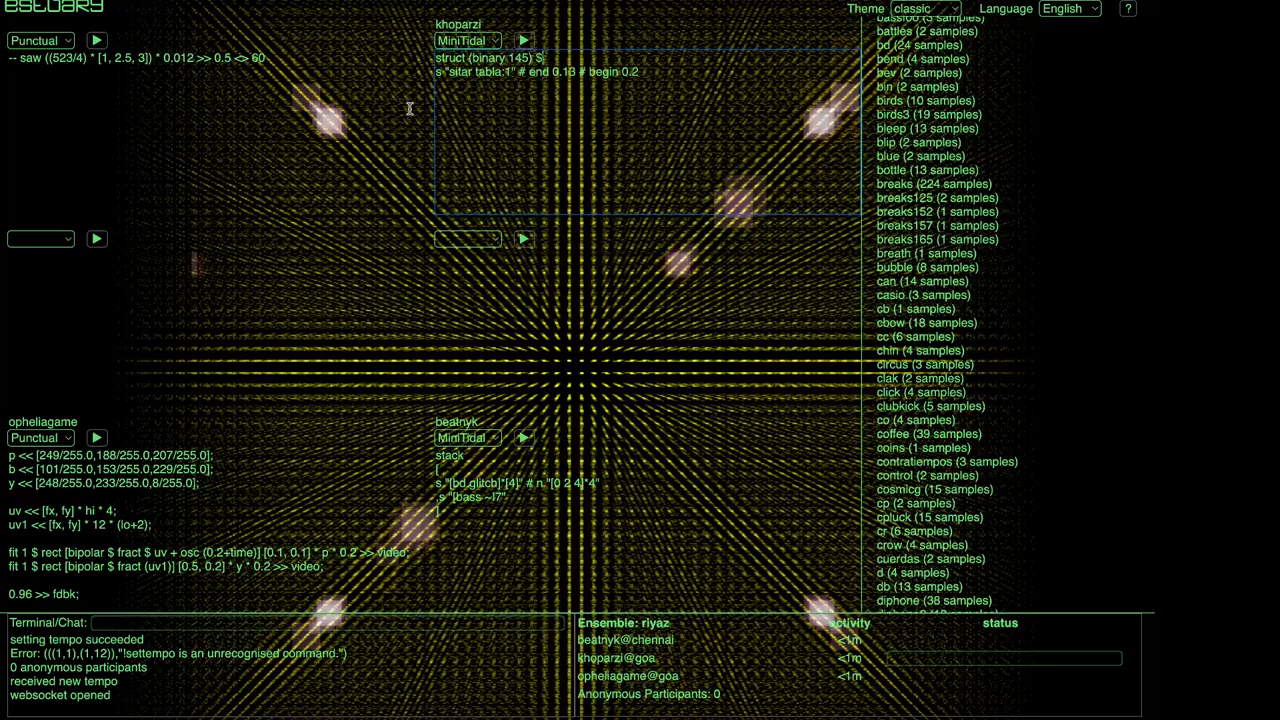 estuary
Theme classic Language English ?
Punctual
-- saw ((523/4) * [1, 2.5, 3]) * 0.012 >> 0.5 <> 60
khoparzi
MiniTidal
struct (binary 145) $
s "sitar tabla:1" # end 0.13 # begin 0.2
opheliagame
Punctual
p << [249/255.0,188/255.0,207/255.0];
b << [101/255.0,153/255.0,229/255.0];
y << [248/255.0,233/255.0,8/255.0];
uv << [fx, fy] * hi * 4;
uv1 << [fx, fy] * 12 * (lo+2);
fit 1 $ rect [bipolar $ fract $ uv + osc (0.2+time)] [0.1, 0.1] * p * 0.2 >> video;
fit 1 $ rect [bipolar $ fract (uv1)] [0.5, 0.2] * y * 0.2 >> video;
0.96 >> fdbk;
beatnyk
MiniTidal
stack
[
s "[bd glitch]*[4]" # n "[0 2 4]*4"
,s "[bass ~]7"
]
bassfoo (3 samples)
battles (2 samples)
bd (24 samples)
bend (4 samples)
bev (2 samples)
bin (2 samples)
birds (10 samples)
birds3 (19 samples)
bleep (13 samples)
blip (2 samples)
blue (2 samples)
bottle (13 samples)
breaks (224 samples)
breaks125 (2 samples)
breaks152 (1 samples)
breaks157 (1 samples)
breaks165 (1 samples)
breath (1 samples)
bubble (8 samples)
can (14 samples)
casio (3 samples)
cb (1 samples)
cbow (18 samples)
cc (6 samples)
chin (4 samples)
circus (3 samples)
clak (2 samples)
click (4 samples)
clubkick (5 samples)
co (4 samples)
coffee (39 samples)
coins (1 samples)
contratiempos (3 samples)
control (2 samples)
cosmicg (15 samples)
cp (2 samples)
cpluck (15 samples)
cr (6 samples)
crow (4 samples)
cuerdas (2 samples)
d (4 samples)
db (13 samples)
diphone (38 samples)
Terminal/Chat:
setting tempo succeeded
Error: (((1,1),(1,12)),"!settempo is an unrecognised command.")
0 anonymous participants
received new tempo
websocket opened
Ensemble: riyaz activity status
beatnyk@chennai <1m
khoparzi@goa <1m
opheliagame@goa <1m
Anonymous Participants: 0